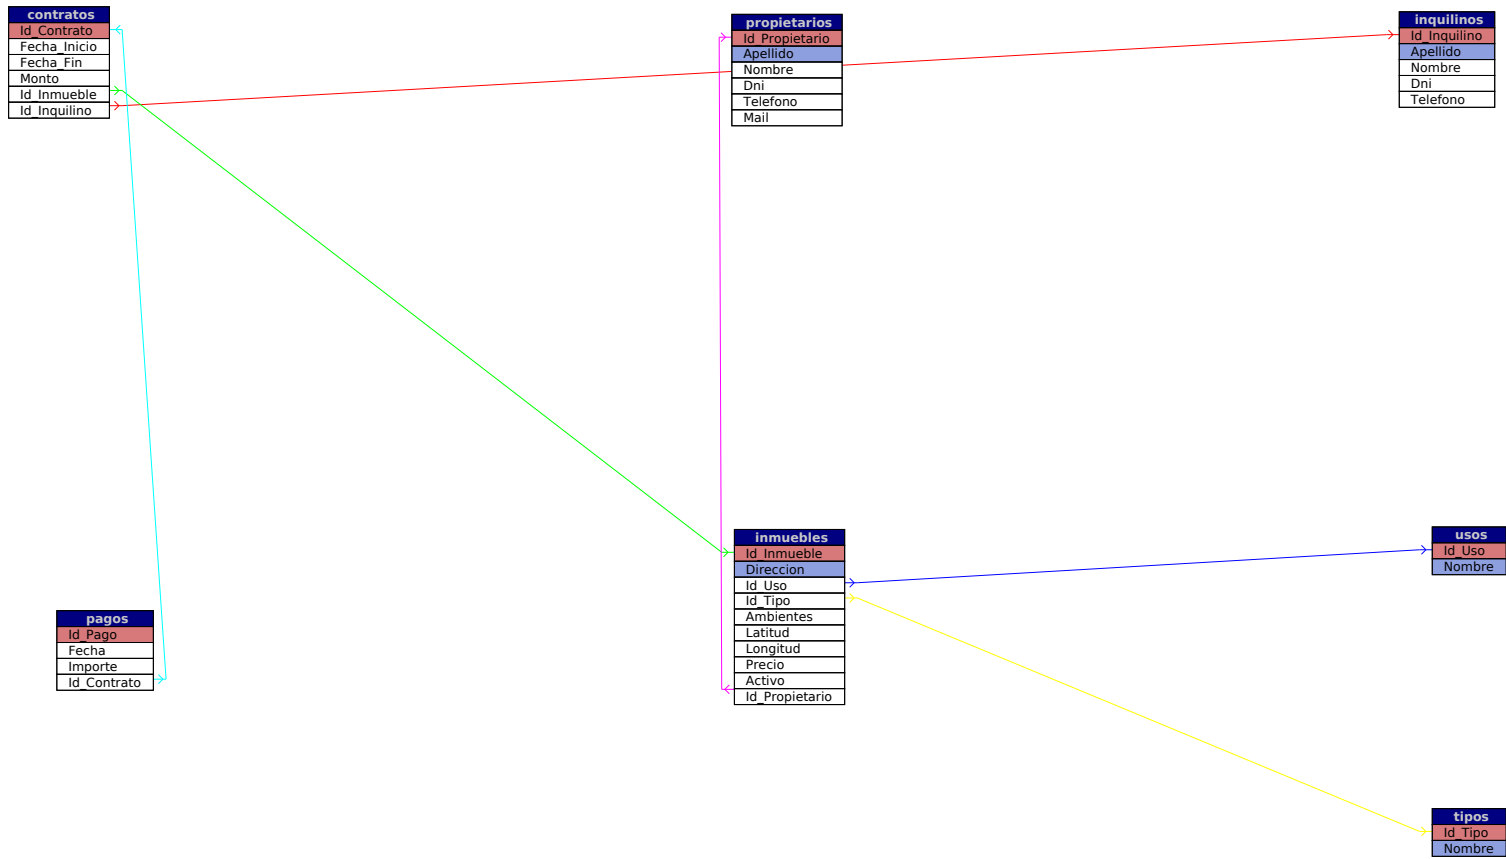 contratos
Id_Contrato
Fecha_Inicio
Fecha_Fin
Monto
Id_Inmueble
Id_Inquilino
propietarios
Id_Propietario
Apellido
Nombre
Dni
Telefono
Mail
inquilinos
Id_Inquilino
Apellido
Nombre
Dni
Telefono
pagos
Id_Pago
Fecha
Importe
Id_Contrato
inmuebles
Id_Inmueble
Direccion
Id_Uso
Id_Tipo
Ambientes
Latitud
Longitud
Precio
Activo
Id_Propietario
usos
Id_Uso
Nombre
tipos
Id_Tipo
Nombre